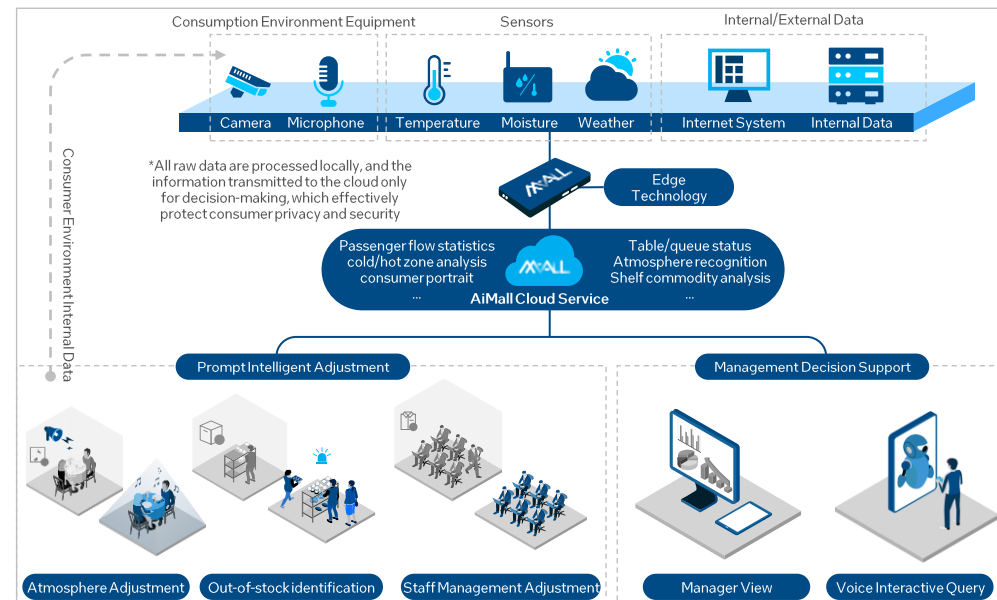 Consumption Environment Equipment
Sensors
Internal/External Data
Camera
Microphone
Temperature
Moisture
Weather
Internet System
Internal Data
*All raw data are processed locally, and the
information transmitted to the cloud only
for decision-making, which effectively
protect consumer privacy and security
AiMALL
Edge
Technology
Consumer Environment Internal Data
Passenger flow statistics
cold/hot zone analysis
consumer portrait
...
AiMALL
AiMall Cloud Service
Table/queue status
Atmosphere recognition
Shelf commodity analysis
...
Prompt Intelligent Adjustment
Management Decision Support
Atmosphere Adjustment
Out-of-stock identification
Staff Management Adjustment
Manager View
Voice Interactive Query